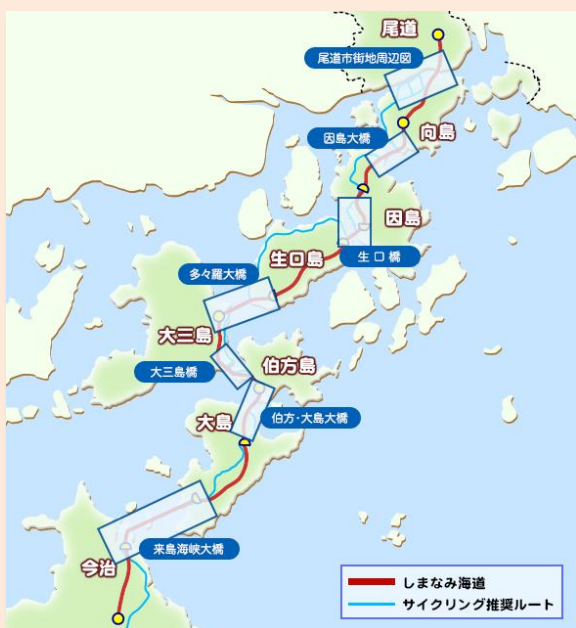 尾道
尾道市街地周辺図
向島
因島大橋
因島
生口橋
生口島
多々羅大橋
大三島
大三島橋
伯方島
伯方・大島大橋
大島
来島海峡大橋
今治
しまなみ海道
サイクリング推奨ルート